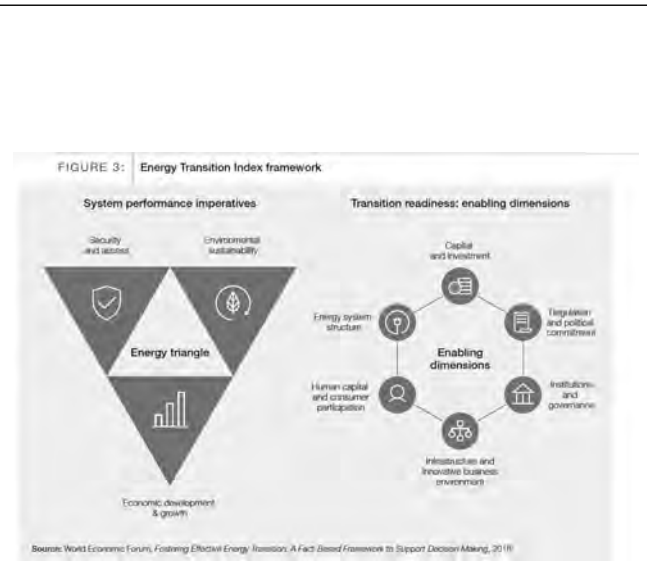 FIGURE 3: Energy Transition Index framework
System performance imperatives
Transition readiness: enabling dimensions
Security
and access
Environmental
sustainability
Energy triangle
Economic development
& growth
Capital
and investment
Regulation
and political
commitment
Institutions
and
governance
Infrastructure and
innovative business
environment
Human capital
and consumer
participation
Energy system
structure
Enabling
dimensions
Source: World Economic Forum, Fostering Effective Energy Transition: A Fact-Based Framework to Support Decision-Making, 2018